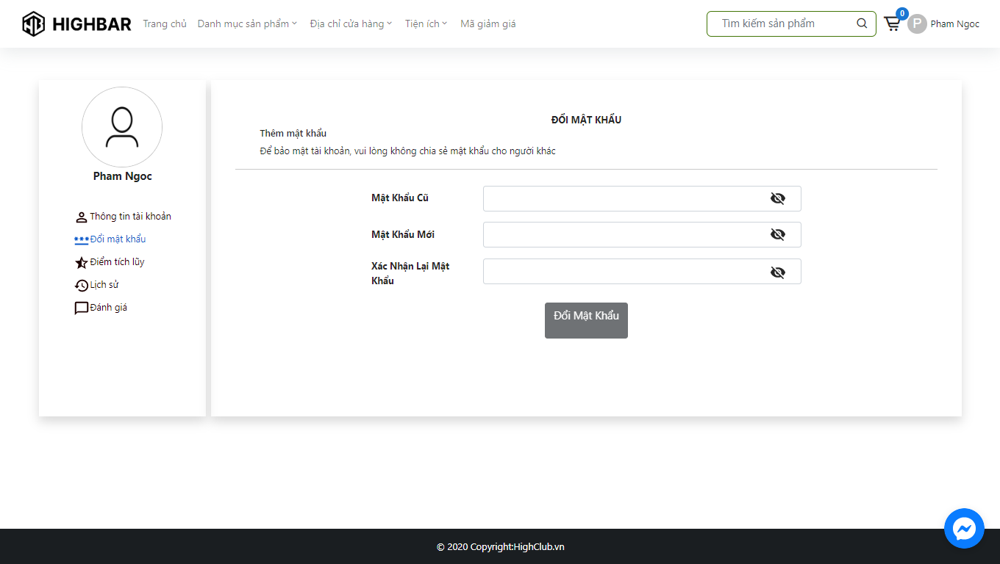 HIGHBAR Trang chủ Danh mục sản phẩm Địa chỉ cửa hàng Tiện ích Mã giảm giá Tìm kiếm sản phẩm 0 P Pham Ngoc
ĐỔI MẬT KHẨU
Thêm mật khẩu
Để bảo mật tài khoản, vui lòng không chia sẻ mật khẩu cho người khác
Pham Ngoc
Thông tin tài khoản
Đổi mật khẩu
Điểm tích lũy
Lịch sử
Đánh giá
Mật Khẩu Cũ
Mật Khẩu Mới
Xác Nhận Lại Mật
Khẩu
Đổi Mật Khẩu
© 2020 Copyright:HighClub.vn